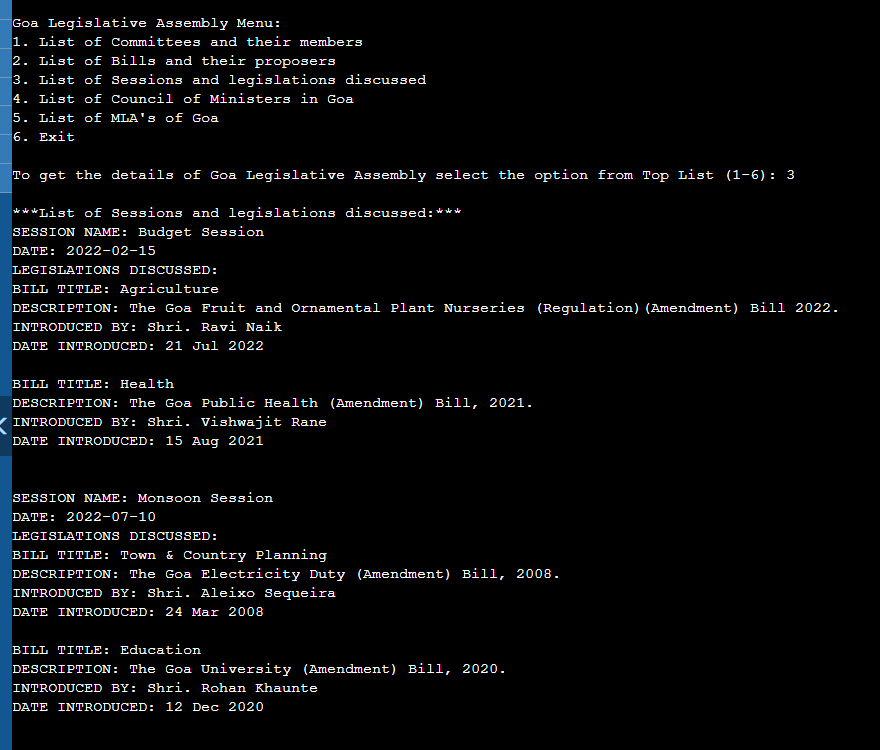 Goa Legislative Assembly Menu:
1. List of Committees and their members
2. List of Bills and their proposers
3. List of Sessions and legislations discussed
4. List of Council of Ministers in Goa
5. List of MLA's of Goa
6. Exit
To get the details of Goa Legislative Assembly select the option from Top List (1-6): 3
***List of Sessions and legislations discussed:***
SESSION NAME: Budget Session
DATE: 2022-02-15
LEGISLATIONS DISCUSSED:
BILL TITLE: Agriculture
DESCRIPTION: The Goa Fruit and Ornamental Plant Nurseries (Regulation)(Amendment) Bill 2022.
INTRODUCED BY: Shri. Ravi Naik
DATE INTRODUCED: 21 Jul 2022
BILL TITLE: Health
DESCRIPTION: The Goa Public Health (Amendment) Bill, 2021.
INTRODUCED BY: Shri. Vishwajit Rane
DATE INTRODUCED: 15 Aug 2021
SESSION NAME: Monsoon Session
DATE: 2022-07-10
LEGISLATIONS DISCUSSED:
BILL TITLE: Town & Country Planning
DESCRIPTION: The Goa Electricity Duty (Amendment) Bill, 2008.
INTRODUCED BY: Shri. Aleixo Sequeira
DATE INTRODUCED: 24 Mar 2008
BILL TITLE: Education
DESCRIPTION: The Goa University (Amendment) Bill, 2020.
INTRODUCED BY: Shri. Rohan Khaunte
DATE INTRODUCED: 12 Dec 2020